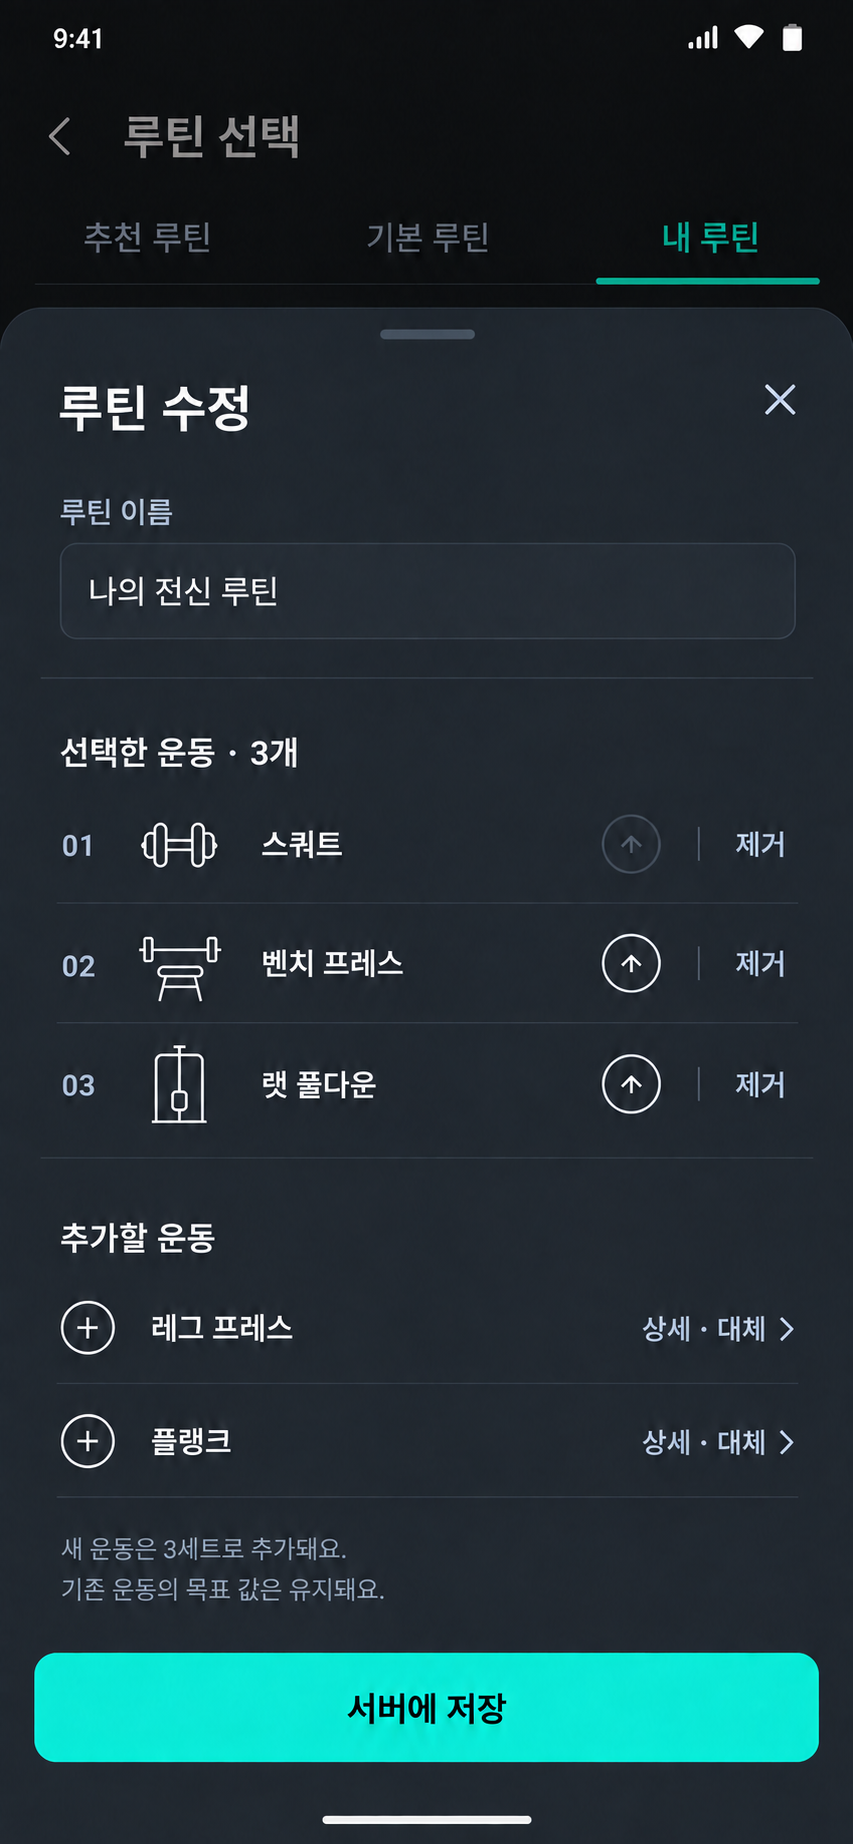 9:41
루틴 선택
추천 루틴 기본 루틴 내 루틴
루틴 수정
루틴 이름
나의 전신 루틴
선택한 운동 · 3개
01 스쿼트 제거
02 벤치 프레스 제거
03 랫 풀다운 제거
추가할 운동
레그 프레스 상세 · 대체
플랭크 상세 · 대체
새 운동은 3세트로 추가돼요.
기존 운동의 목표 값은 유지돼요.
서버에 저장